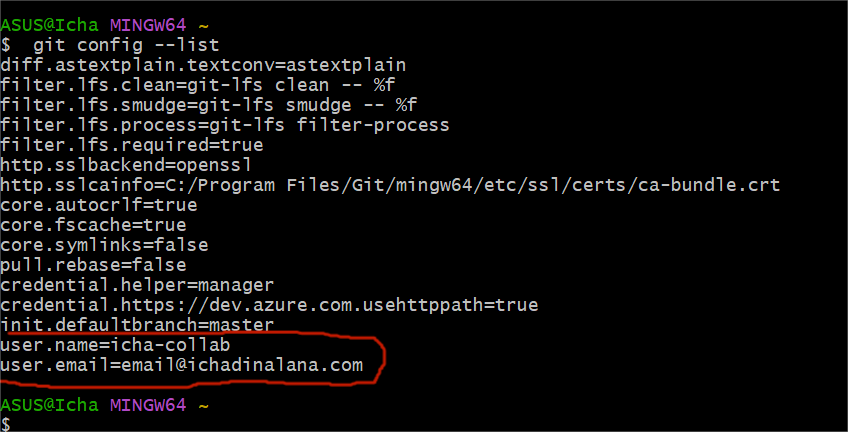 ASUS@Icha MINGW64 ~
$  git config --list
diff.astextplain.textconv=astextplain
filter.lfs.clean=git-lfs clean -- %f
filter.lfs.smudge=git-lfs smudge -- %f
filter.lfs.process=git-lfs filter-process
filter.lfs.required=true
http.sslbackend=openssl
http.sslcainfo=C:/Program Files/Git/mingw64/etc/ssl/certs/ca-bundle.crt
core.autocrlf=true
core.fscache=true
core.symlinks=false
pull.rebase=false
credential.helper=manager
credential.https://dev.azure.com.usehttppath=true
init.defaultbranch=master
user.name=icha-collab
user.email=email@ichadinalana.com
ASUS@Icha MINGW64 ~
$